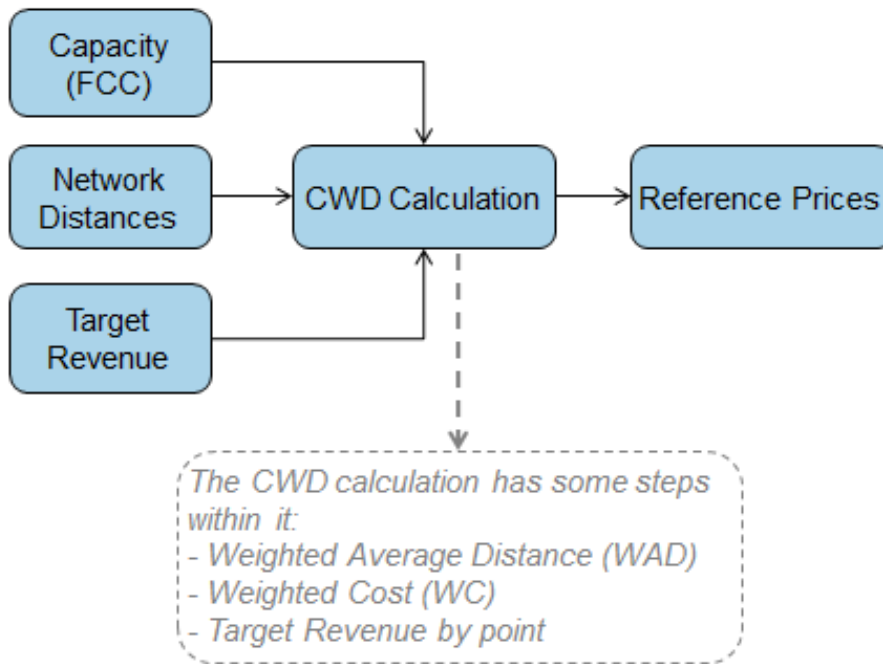 Capacity
(FCC)
Network
Distances
CWD Calculation
Reference Prices
Target
Revenue
The CWD calculation has some steps
within it:
- Weighted Average Distance (WAD)
- Weighted Cost (WC)
- Target Revenue by point